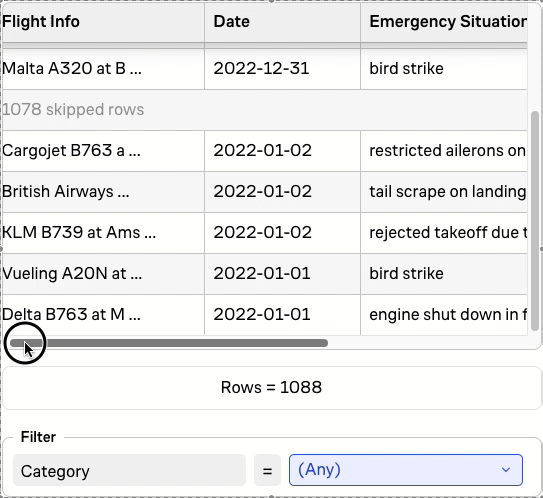 Flight Info Date Emergency Situation
Malta A320 at B ... 2022-12-31 bird strike
1078 skipped rows
Cargojet B763 a ... 2022-01-02 restricted ailerons on
British Airways ... 2022-01-02 tail scrape on landing
KLM B739 at Ams ... 2022-01-02 rejected takeoff due t
Vueling A20N at ... 2022-01-01 bird strike
Delta B763 at M ... 2022-01-01 engine shut down in f
Rows = 1088
Filter
Category = (Any)